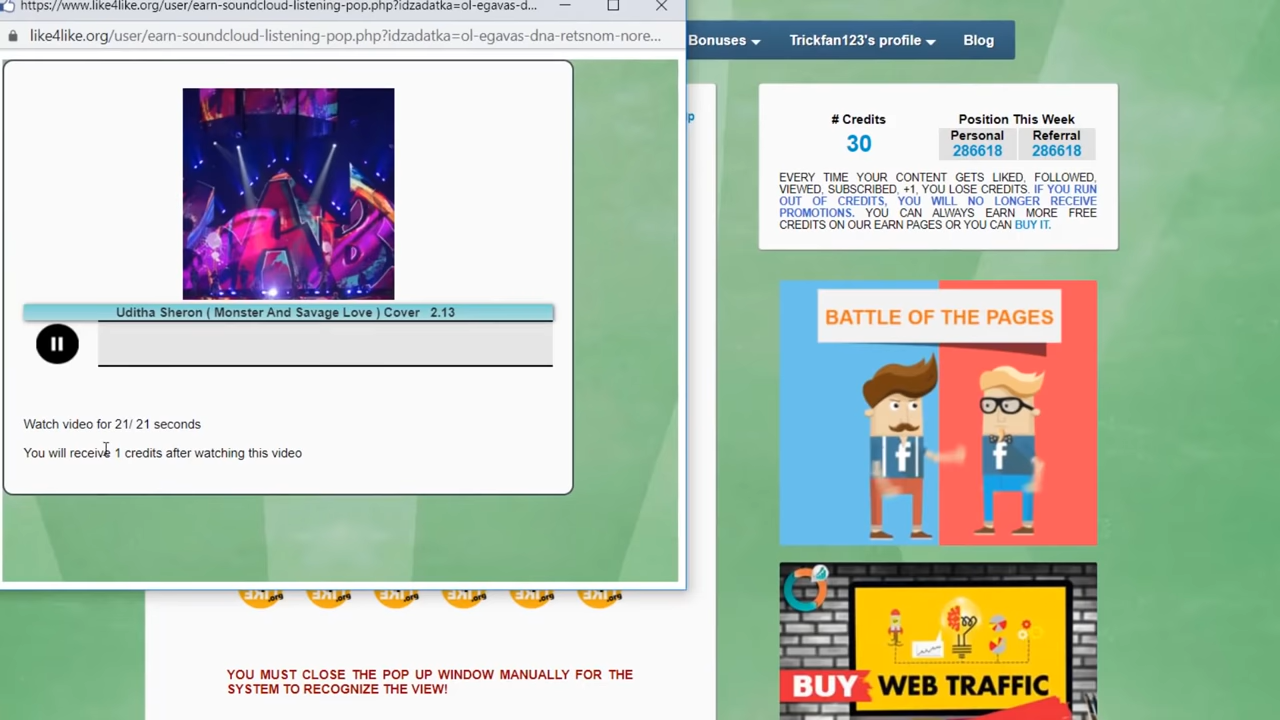 https://www.like4like.org/user/earn-soundcloud-listening-pop.php?idzadatka=ol-egavas-d...
like4like.org/user/earn-soundcloud-listening-pop.php?idzadatka=ol-egavas-dna-retsnom-nore...
Bonuses
Trickfan123's profile
Blog
Uditha Sheron ( Monster And Savage Love ) Cover 2.13
Watch video for 21/ 21 seconds
You will receive 1 credits after watching this video
YOU MUST CLOSE THE POP UP WINDOW MANUALLY FOR THE
SYSTEM TO RECOGNIZE THE VIEW!
# Credits
30
Position This Week
Personal
286618
Referral
286618
EVERY TIME YOUR CONTENT GETS LIKED, FOLLOWED,
VIEWED, SUBSCRIBED, +1, YOU LOSE CREDITS. IF YOU RUN
OUT OF CREDITS, YOU WILL NO LONGER RECEIVE
PROMOTIONS. YOU CAN ALWAYS EARN MORE FREE
CREDITS ON OUR EARN PAGES OR YOU CAN BUY IT.
BATTLE OF THE PAGES
f
f
BUY WEB TRAFFIC